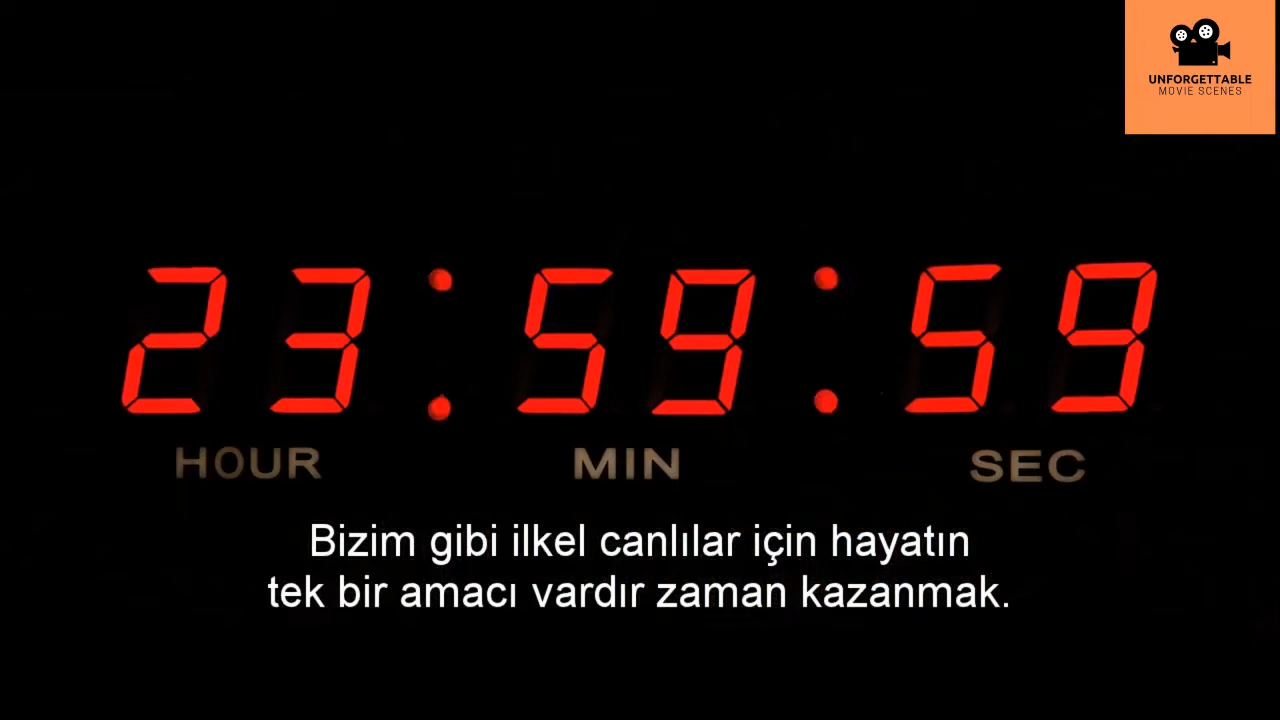 UNFORGETTABLE
MOVIE SCENES
23:59:59
HOUR MIN SEC
Bizim gibi ilkel canlılar için hayatın
tek bir amacı vardır zaman kazanmak.